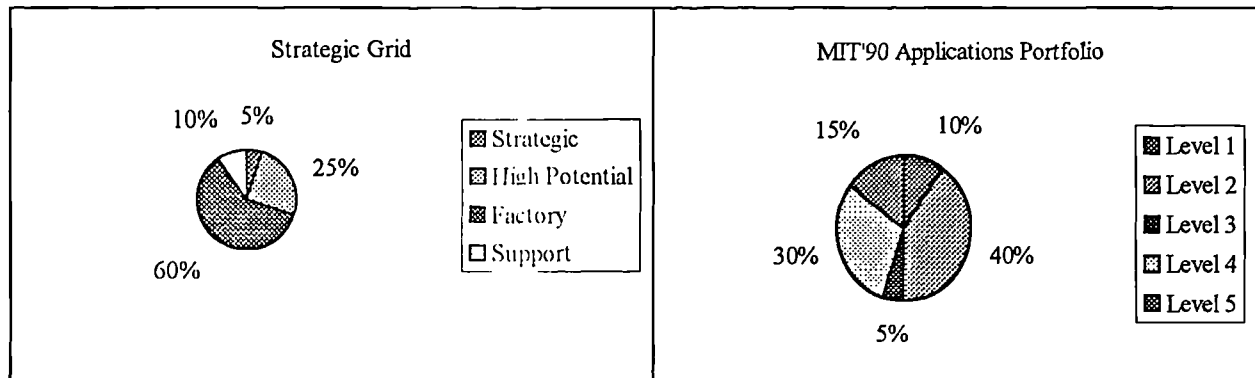 Strategic Grid
10%
5%
25%
60%
Strategic
High Potential
Factory
Support
MIT'90 Applications Portfolio
15%
10%
30%
40%
5%
Level 1
Level 2
Level 3
Level 4
Level 5